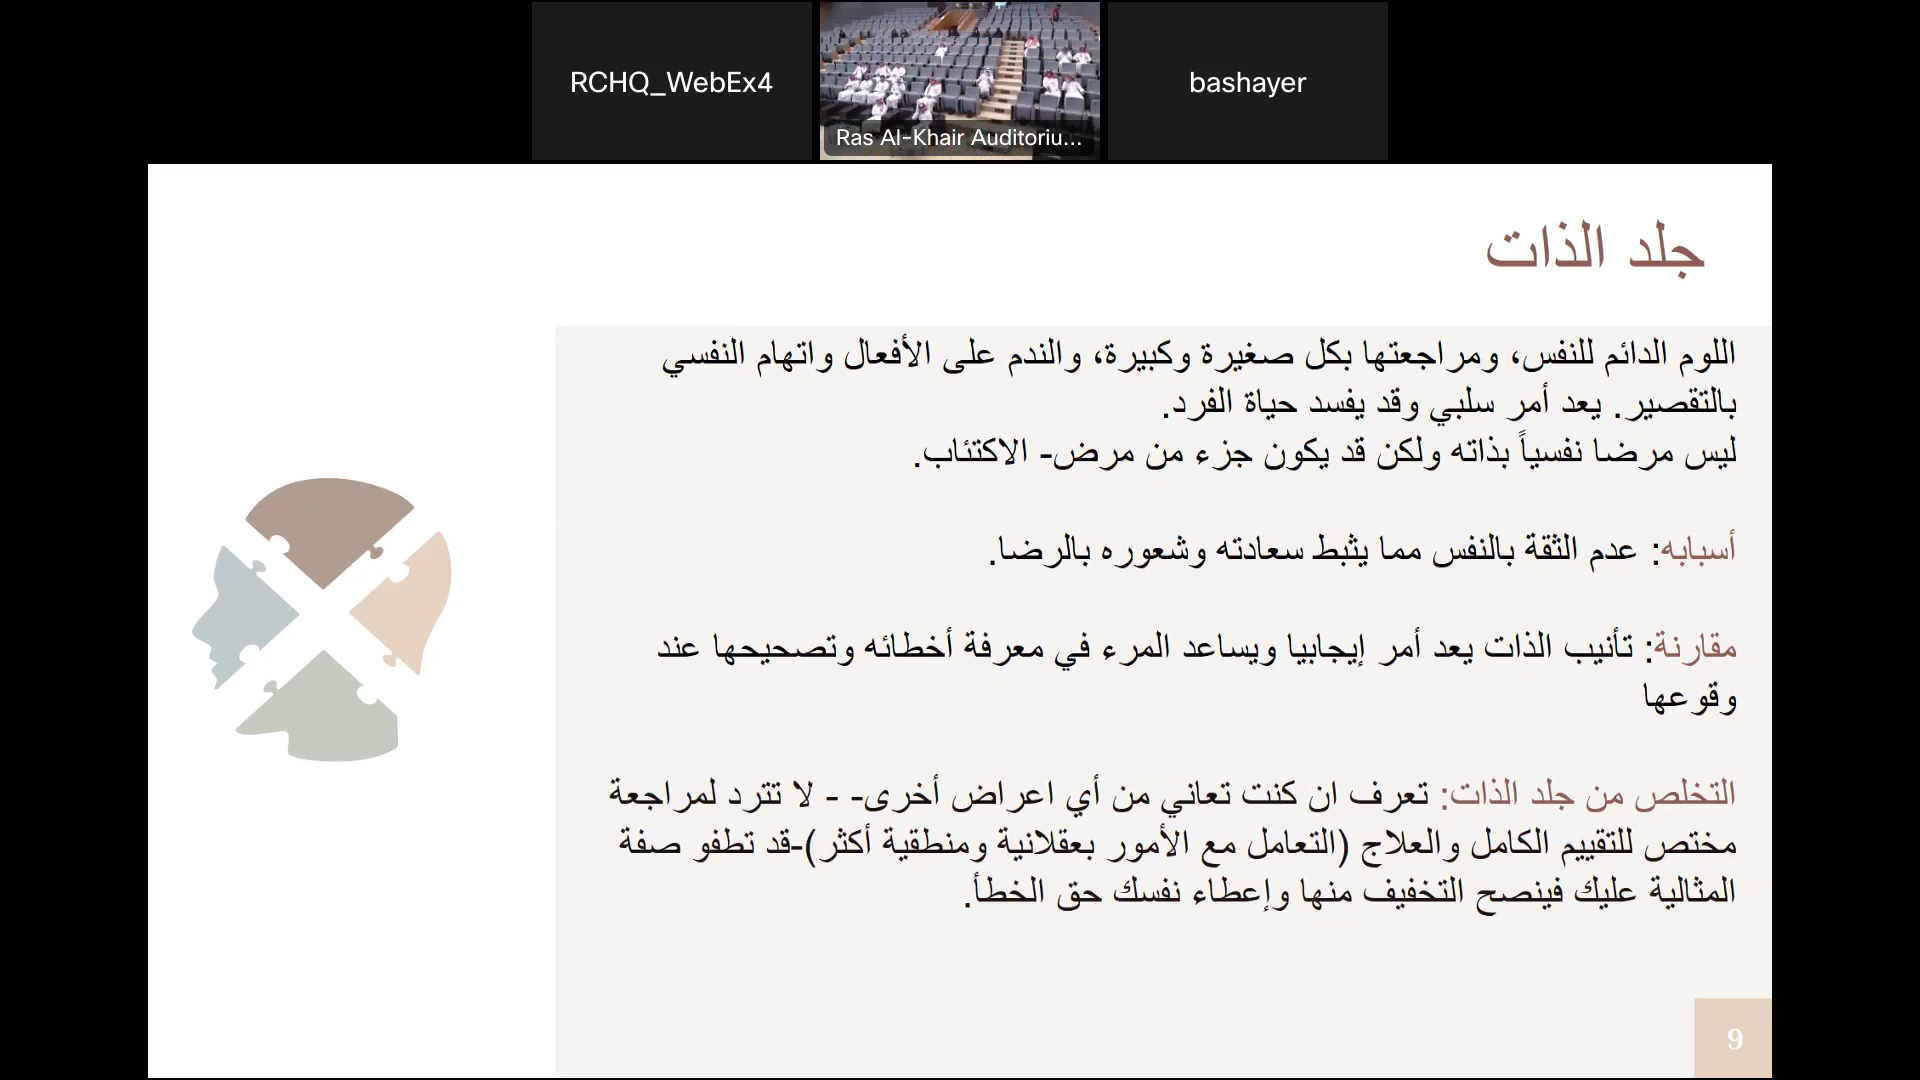 RCHQ_WebEx4
Ras Al-Khair Auditoriu...
bashayer
جلد الذات
اللوم الدائم للنفس، ومراجعتها بكل صغيرة وكبيرة، والندم على الأفعال واتهام النفسي
بالتقصير. يعد أمر سلبي وقد يفسد حياة الفرد.
ليس مرضا نفسياً بذاته ولكن قد يكون جزء من مرض- الاكتئاب.
أسبابه: عدم الثقة بالنفس مما يثبط سعادته وشعوره بالرضا.
مقارنة: تأنيب الذات يعد أمر إيجابيا ويساعد المرء في معرفة أخطائه وتصحيحها عند
وقوعها
التخلص من جلد الذات: تعرف ان كنت تعاني من أي اعراض أخرى- - لا تترد لمراجعة
مختص للتقييم الكامل والعلاج (التعامل مع الأمور بعقلانية ومنطقية أكثر)-قد تطفو صفة
المثالية عليك فينصح التخفيف منها وإعطاء نفسك حق الخطأ.
9